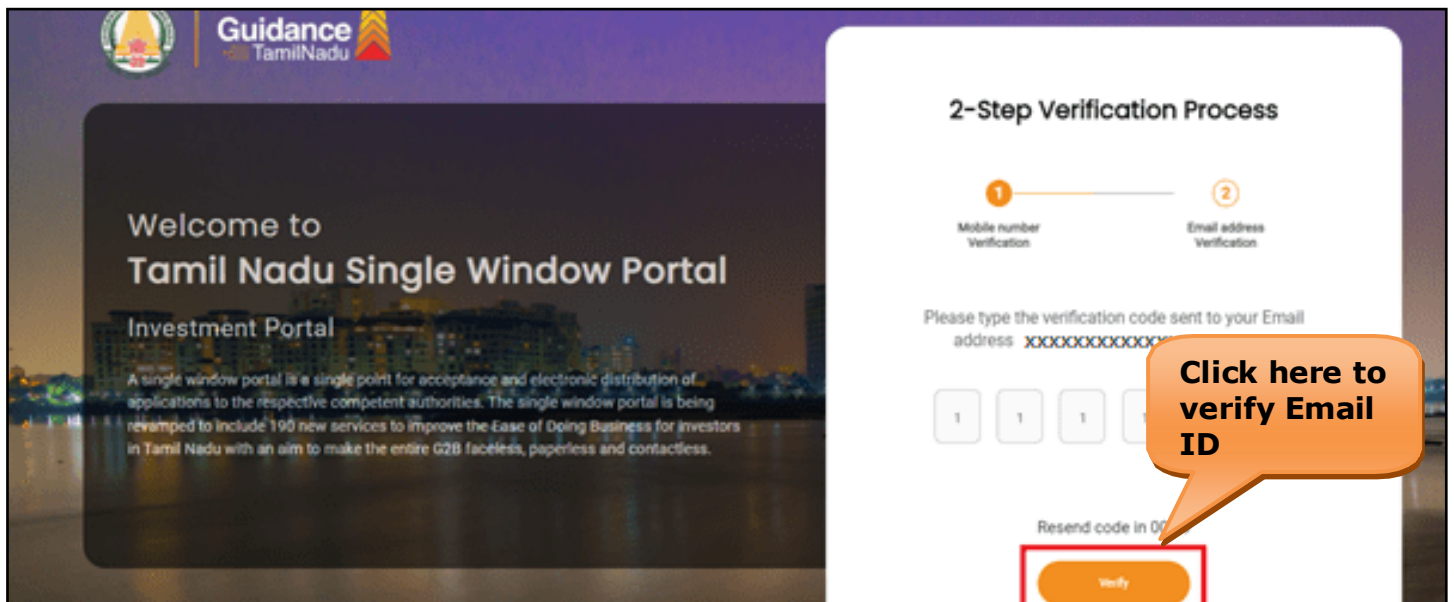 Guidance
TamilNadu
Welcome to
Tamil Nadu Single Window Portal
Investment Portal
A single window portal is a single point for acceptance and electronic distribution of
applications to the respective competent authorities. The single window portal is being
revamped to include 190 new services to improve the Ease of Doing Business for investors
in Tamil Nadu with an aim to make the entire G2B faceless, paperless and contactless.
2-Step Verification Process
1
2
Mobile number
Verification
Email address
Verification
Please type the verification code sent to your Email
address XXXXXXXXXXXXX
1 1 1 1
Click here to
verify Email
ID
Resend code in
Verify